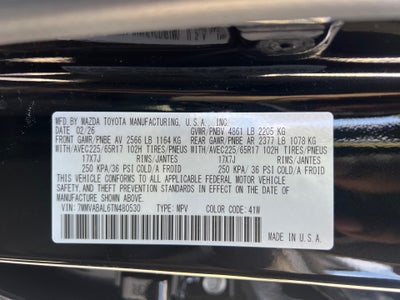 MFD.BY MAZDA TOYOTA MANUFACTURING, U.S.A., INC.
DATE: 02/26 GVWR/PNBV 4861 LB 2205 KG
FRONT GAWR/PNBE AV 2566 LB 1164 KG REAR GAWR/PNBE AR 2377 LB 1078 KG
WITH/AVEC225/65R17 102H TIRES/PNEUS WITH/AVEC225/65R17 102H TIRES/PNEUS
17X7J RIMS/JANTES 17X7J RIMS/JANTES
250 KPA/36 PSI COLD/A FROID 250 KPA/36 PSI COLD/A FROID
THIS VEHICLE CONFORMS TO ALL APPLICABLE FEDERAL MOTOR VEHICLE
SAFETY, AND THEFT PREVENTION STANDARDS IN EFFECT ON THE DATE OF
MANUFACTURE SHOWN ABOVE.
VIN: 7MMVABAL6TN480530 TYPE: MPV COLOR CODE: 41W
MADE IN U.S.A.